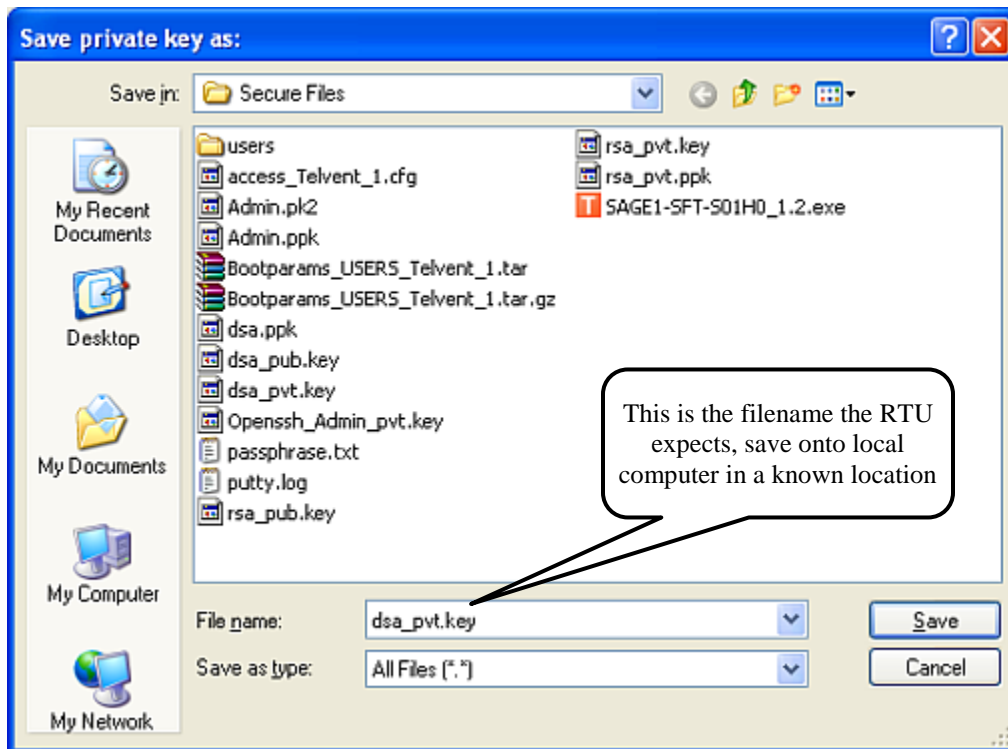 Save private key as:
Save in:
Secure Files
My Recent
Documents
Desktop
My Documents
My Computer
My Network
users
access_Telvent_1.cfg
Admin.pk2
Admin.ppk
Bootparams_USERS_Telvent_1.tar
Bootparams_USERS_Telvent_1.tar.gz
dsa.ppk
dsa_pub.key
dsa_pvt.key
Openssh_Admin_pvt.key
passphrase.txt
putty.log
rsa_pub.key
rsa_pvt.key
rsa_pvt.ppk
SAGE1-SFT-S01H0_1.2.exe
This is the filename the RTU
expects, save onto local
computer in a known location
File name:
dsa_pvt.key
Save
Save as type:
All Files (*.*)
Cancel